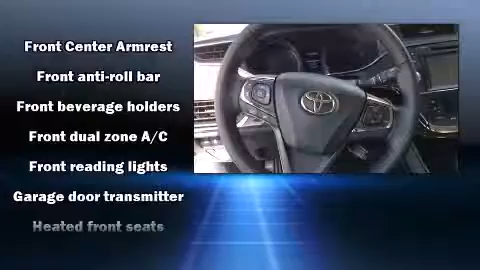 Front Center Armrest
Front anti-roll bar
Front beverage holders
Front dual zone A/C
Front reading lights
Garage door transmitter
Heated front seats